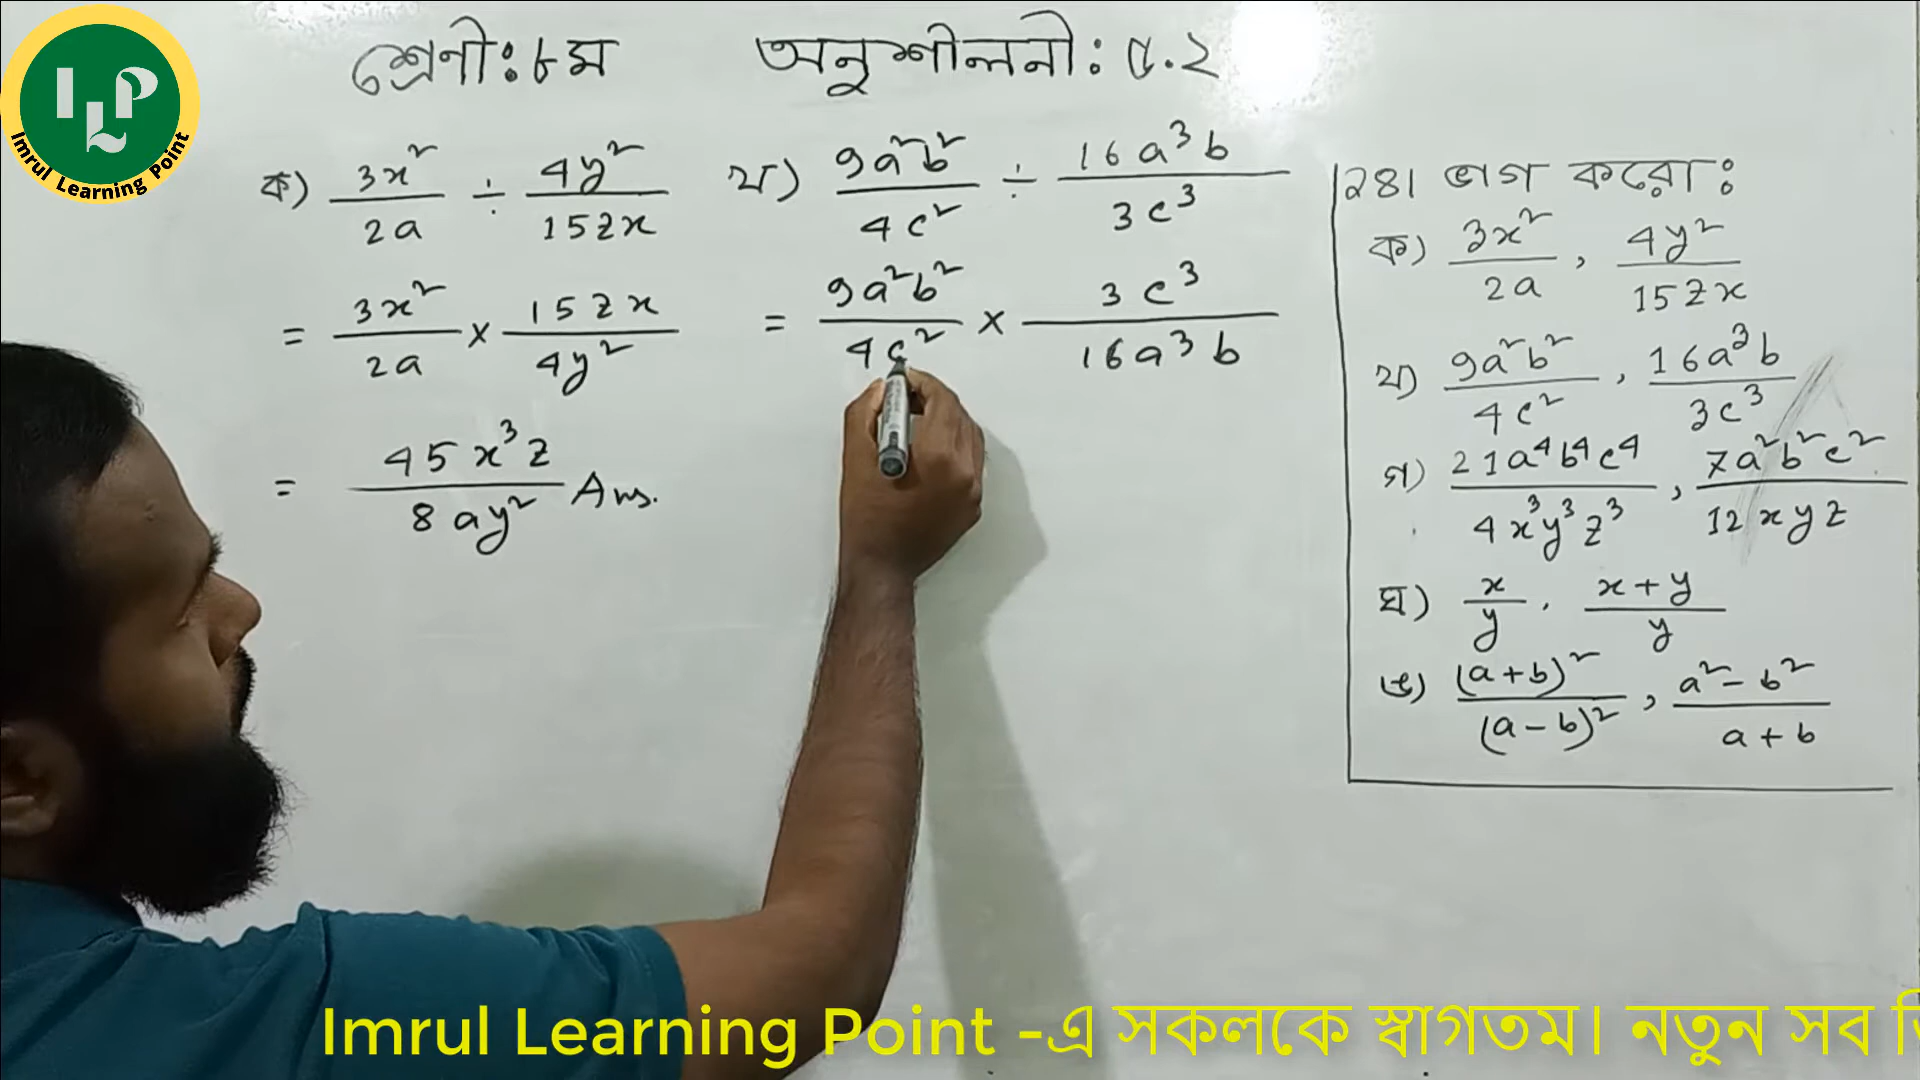 ILP
Imrul Learning Point
শ্রেনী: ৮ম অনুশীলনী: ৫.২
ক) 3x²/2a ÷ 4y²/15zx
= 3x²/2a × 15zx/4y²
= 45x³z/8ay² Ans.
খ) 9a²b²/4c² ÷ 16a³b/3c³
= 9a²b²/4c² × 3c³/16a³b
২৪। ভাগ করো:
ক) 3x²/2a , 4y²/15zx
খ) 9a²b²/4c² , 16a³b/3c³
গ) 21a⁴b⁴c⁴/4x³y³z³ , 7a²b²c²/12xyz
ঘ) x/y , x+y/y
ঙ) (a+b)²/(a-b)² , a²-b²/a+b
Imrul Learning Point -এ সকলকে স্বাগতম। নতুন সব